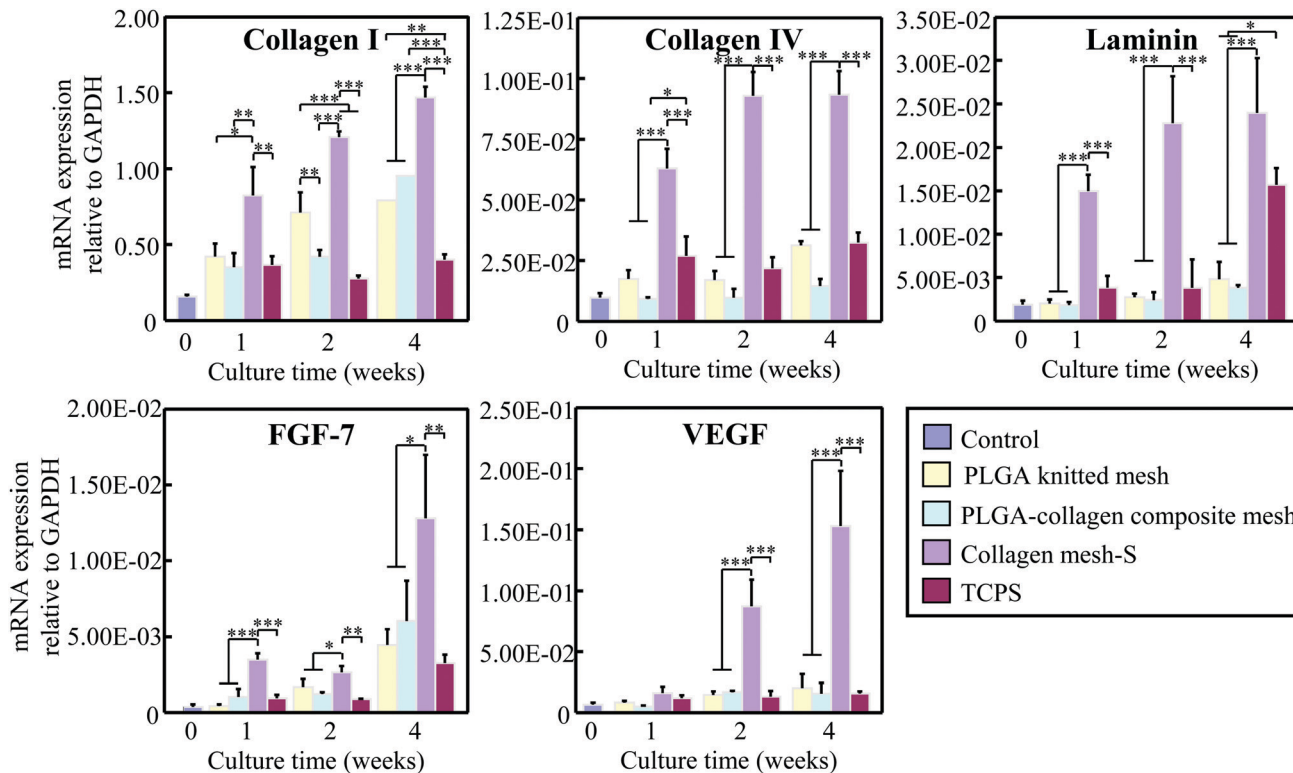 mRNA expression
relative to GAPDH
Collagen I
2.00
1.50
1.00
0.50
0
** *** *** *** ** * ** *** *** *** **
0 1 2 4
Culture time (weeks)
Collagen IV
1.25E-01
1.00E-01
7.50E-02
5.00E-02
2.50E-02
0
*** *** *** *** * *** ***
0 1 2 4
Culture time (weeks)
Laminin
3.50E-02
3.00E-02
2.50E-02
2.00E-02
1.50E-02
1.00E-02
5.00E-03
0
* *** *** *** *** ***
0 1 2 4
Culture time (weeks)
mRNA expression
relative to GAPDH
FGF-7
2.00E-02
1.50E-02
1.00E-02
5.00E-03
0
* ** *** *** * **
0 1 2 4
Culture time (weeks)
VEGF
2.50E-01
2.00E-01
1.50E-01
1.00E-01
5.00E-02
0
*** *** *** ***
0 1 2 4
Culture time (weeks)
Control
PLGA knitted mesh
PLGA-collagen composite mesh
Collagen mesh-S
TCPS